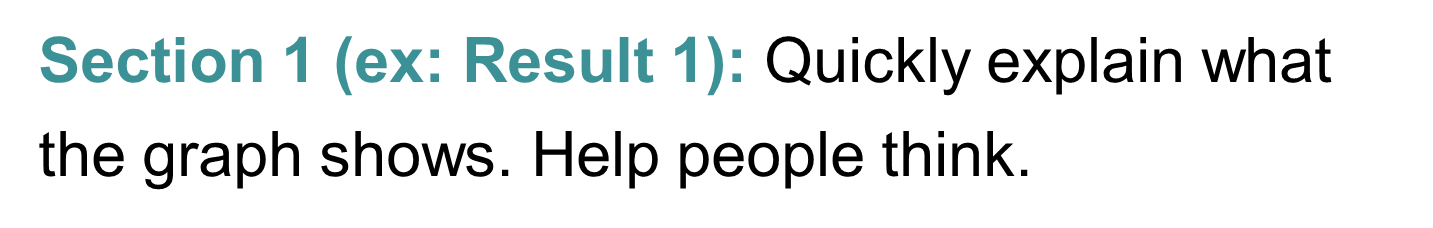 Section 1 (ex: Result 1): Quickly explain what
the graph shows. Help people think.